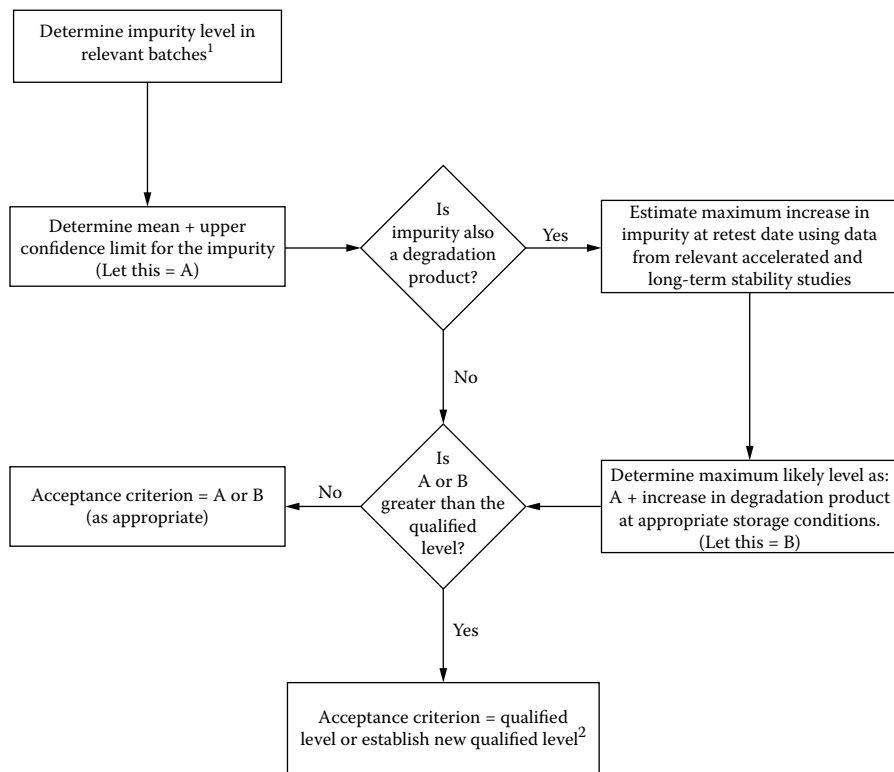 Determine impurity level in
relevant batches1
Determine mean + upper
confidence limit for the impurity
(Let this = A)
Is
impurity also
a degradation
product?
Yes
Estimate maximum increase in
impurity at retest date using data
from relevant accelerated and
long-term stability studies
No
Determine maximum likely level as:
A + increase in degradation product
at appropriate storage conditions.
(Let this = B)
Is
A or B
greater than the
qualified
level?
No
Acceptance criterion = A or B
(as appropriate)
Yes
Acceptance criterion = qualified
level or establish new qualified level2